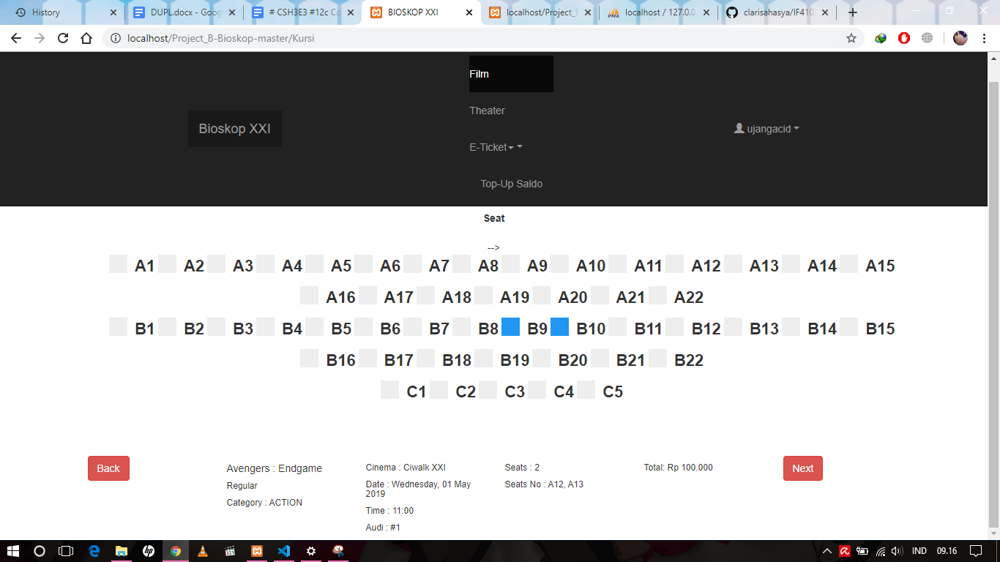 History
DUPL.docx - Goog
# CSH3E3 #12c Co
BIOSKOP XXI
localhost/Project_B
localhost / 127.0.0
clarisahasya/IF410
localhost/Project_B-Bioskop-master/Kursi
Film
Theater
Bioskop XXI
ujangacid
E-Ticket
Top-Up Saldo
Seat
-->
A1 A2 A3 A4 A5 A6 A7 A8 A9 A10 A11 A12 A13 A14 A15
A16 A17 A18 A19 A20 A21 A22
B1 B2 B3 B4 B5 B6 B7 B8 B9 B10 B11 B12 B13 B14 B15
B16 B17 B18 B19 B20 B21 B22
C1 C2 C3 C4 C5
Back
Avengers : Endgame
Regular
Category : ACTION
Cinema : Ciwalk XXI
Date : Wednesday, 01 May
2019
Time : 11:00
Audi : #1
Seats : 2
Seats No : A12, A13
Total: Rp 100.000
Next
IND
09.16